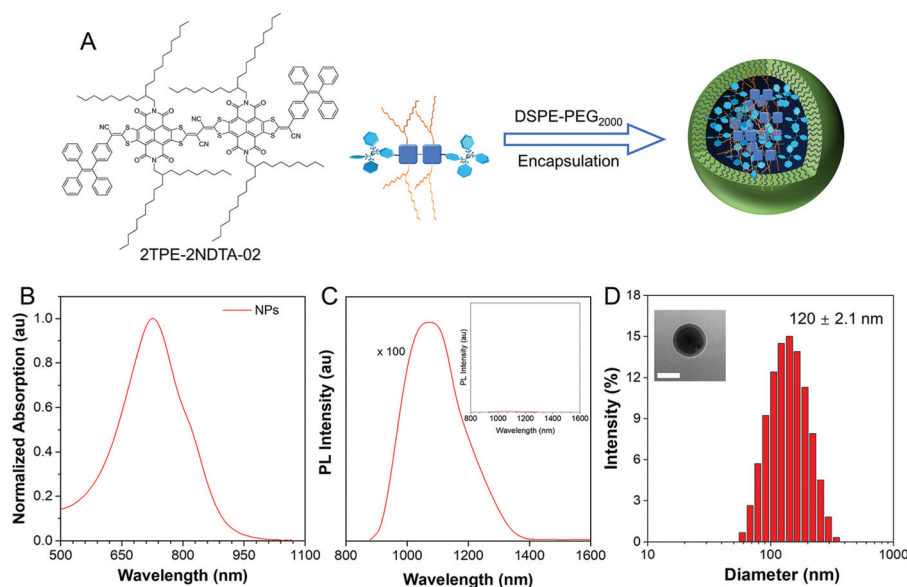 A
NC
CN
O N O
O N O
S
S
S
S
NC
CN
O N O
O N O
S
S
S
S
CN
2TPE-2NDTA-02
DSPE-PEG2000
Encapsulation
B
Normalized Absorption (au)
1.0
0.8
0.6
0.4
0.2
0.0
500 650 800 950 1100
Wavelength (nm)
NPs
C
PL Intensity (au)
x 100
800 1000 1200 1400 1600
Wavelength (nm)
PL Intensity (au)
800 1000 1200 1400 1600
Wavelength (nm)
D
120 ± 2.1 nm
Intensity (%)
18
15
12
9
6
3
0
10 100 1000
Diameter (nm)